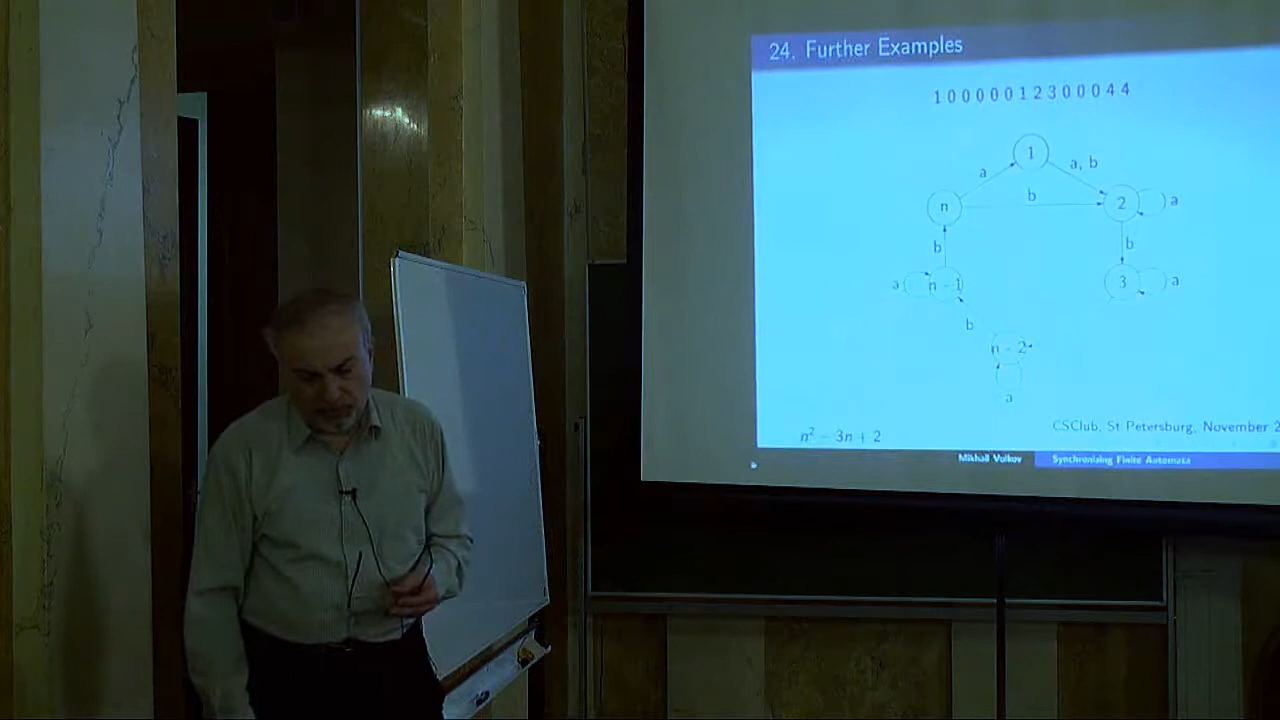 24. Further Examples
1 0 0 0 0 0 1 2 3 0 0 0 4 4
1
a
a, b
n
b
2
a
b
b
a
n - 1
3
a
b
n - 2
a
n² - 3n + 2
CSClub, St Petersburg, November 2
Mikhail Volkov
Synchronizing Finite Automata